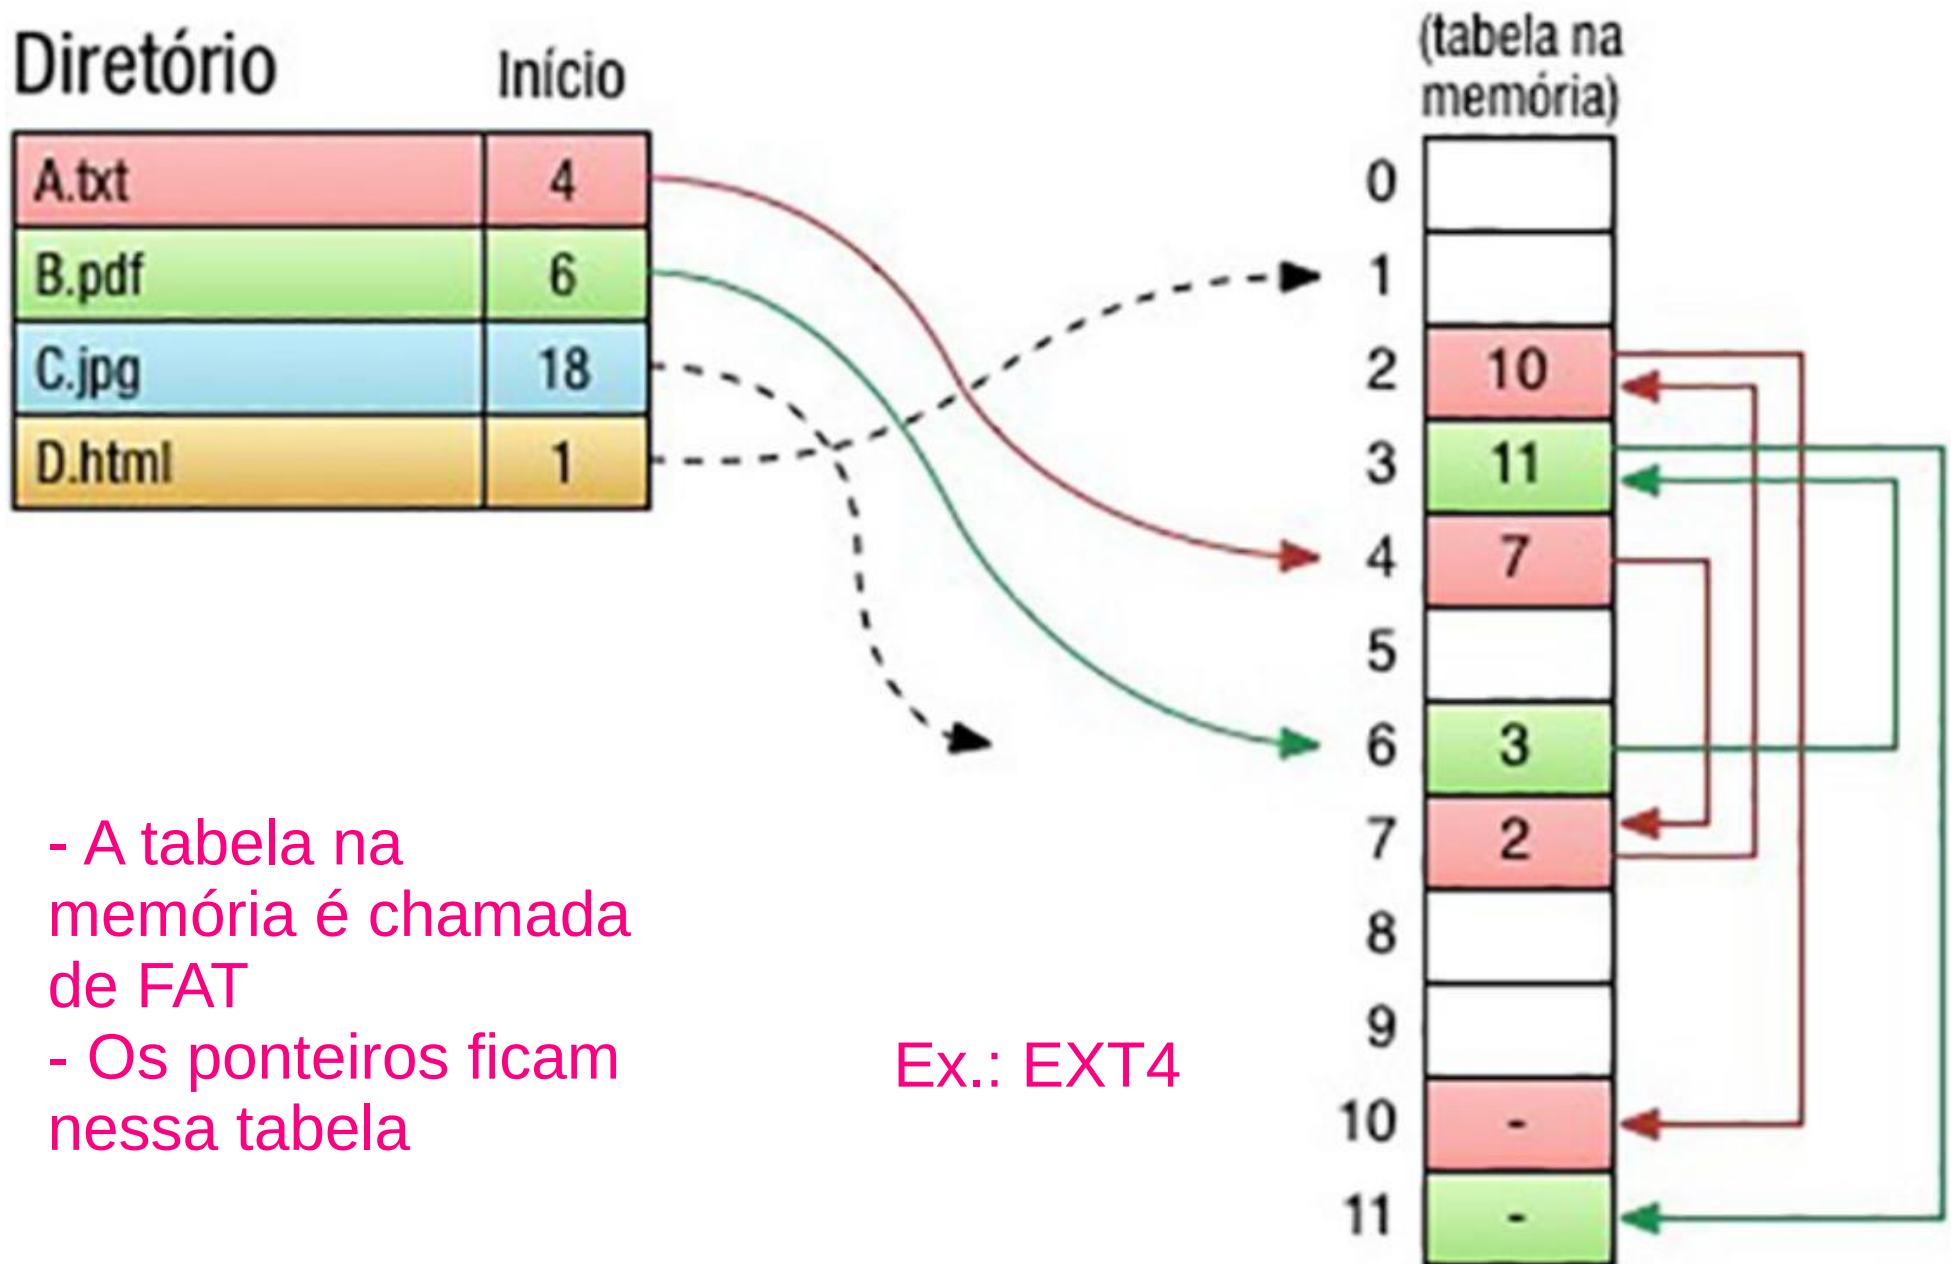 Diretório Início
A.txt 4
B.pdf 6
C.jpg 18
D.html 1
(tabela na
memória)
0
1
2 10
3 11
4 7
5
6 3
7 2
8
9
10 -
11 -
- A tabela na
memória é chamada
de FAT
- Os ponteiros ficam
nessa tabela
Ex.: EXT4